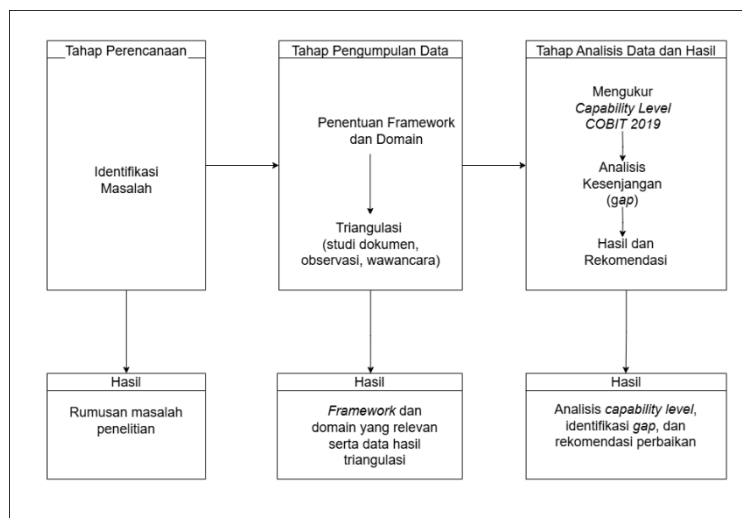 Tahap Perencanaan
Identifikasi
Masalah
Hasil
Rumusan masalah
penelitian
Tahap Pengumpulan Data
Penentuan Framework
dan Domain
Triangulasi
(studi dokumen,
observasi, wawancara)
Hasil
Framework dan
domain yang relevan
serta data hasil
triangulasi
Tahap Analisis Data dan Hasil
Mengukur
Capability Level
COBIT 2019
Analisis
Kesenjangan
(gap)
Hasil dan
Rekomendasi
Hasil
Analisis capability level,
identifikasi gap, dan
rekomendasi perbaikan